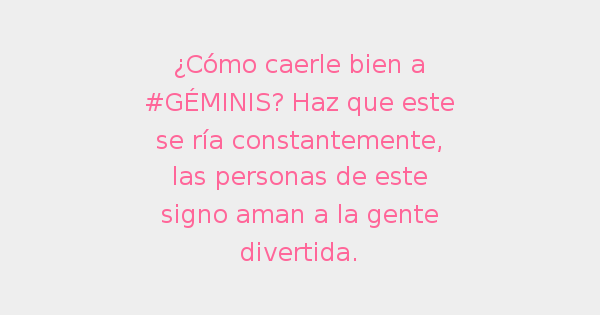 ¿Cómo caerle bien a
#GÉMINIS? Haz que este
se ría constantemente,
las personas de este
signo aman a la gente
divertida.